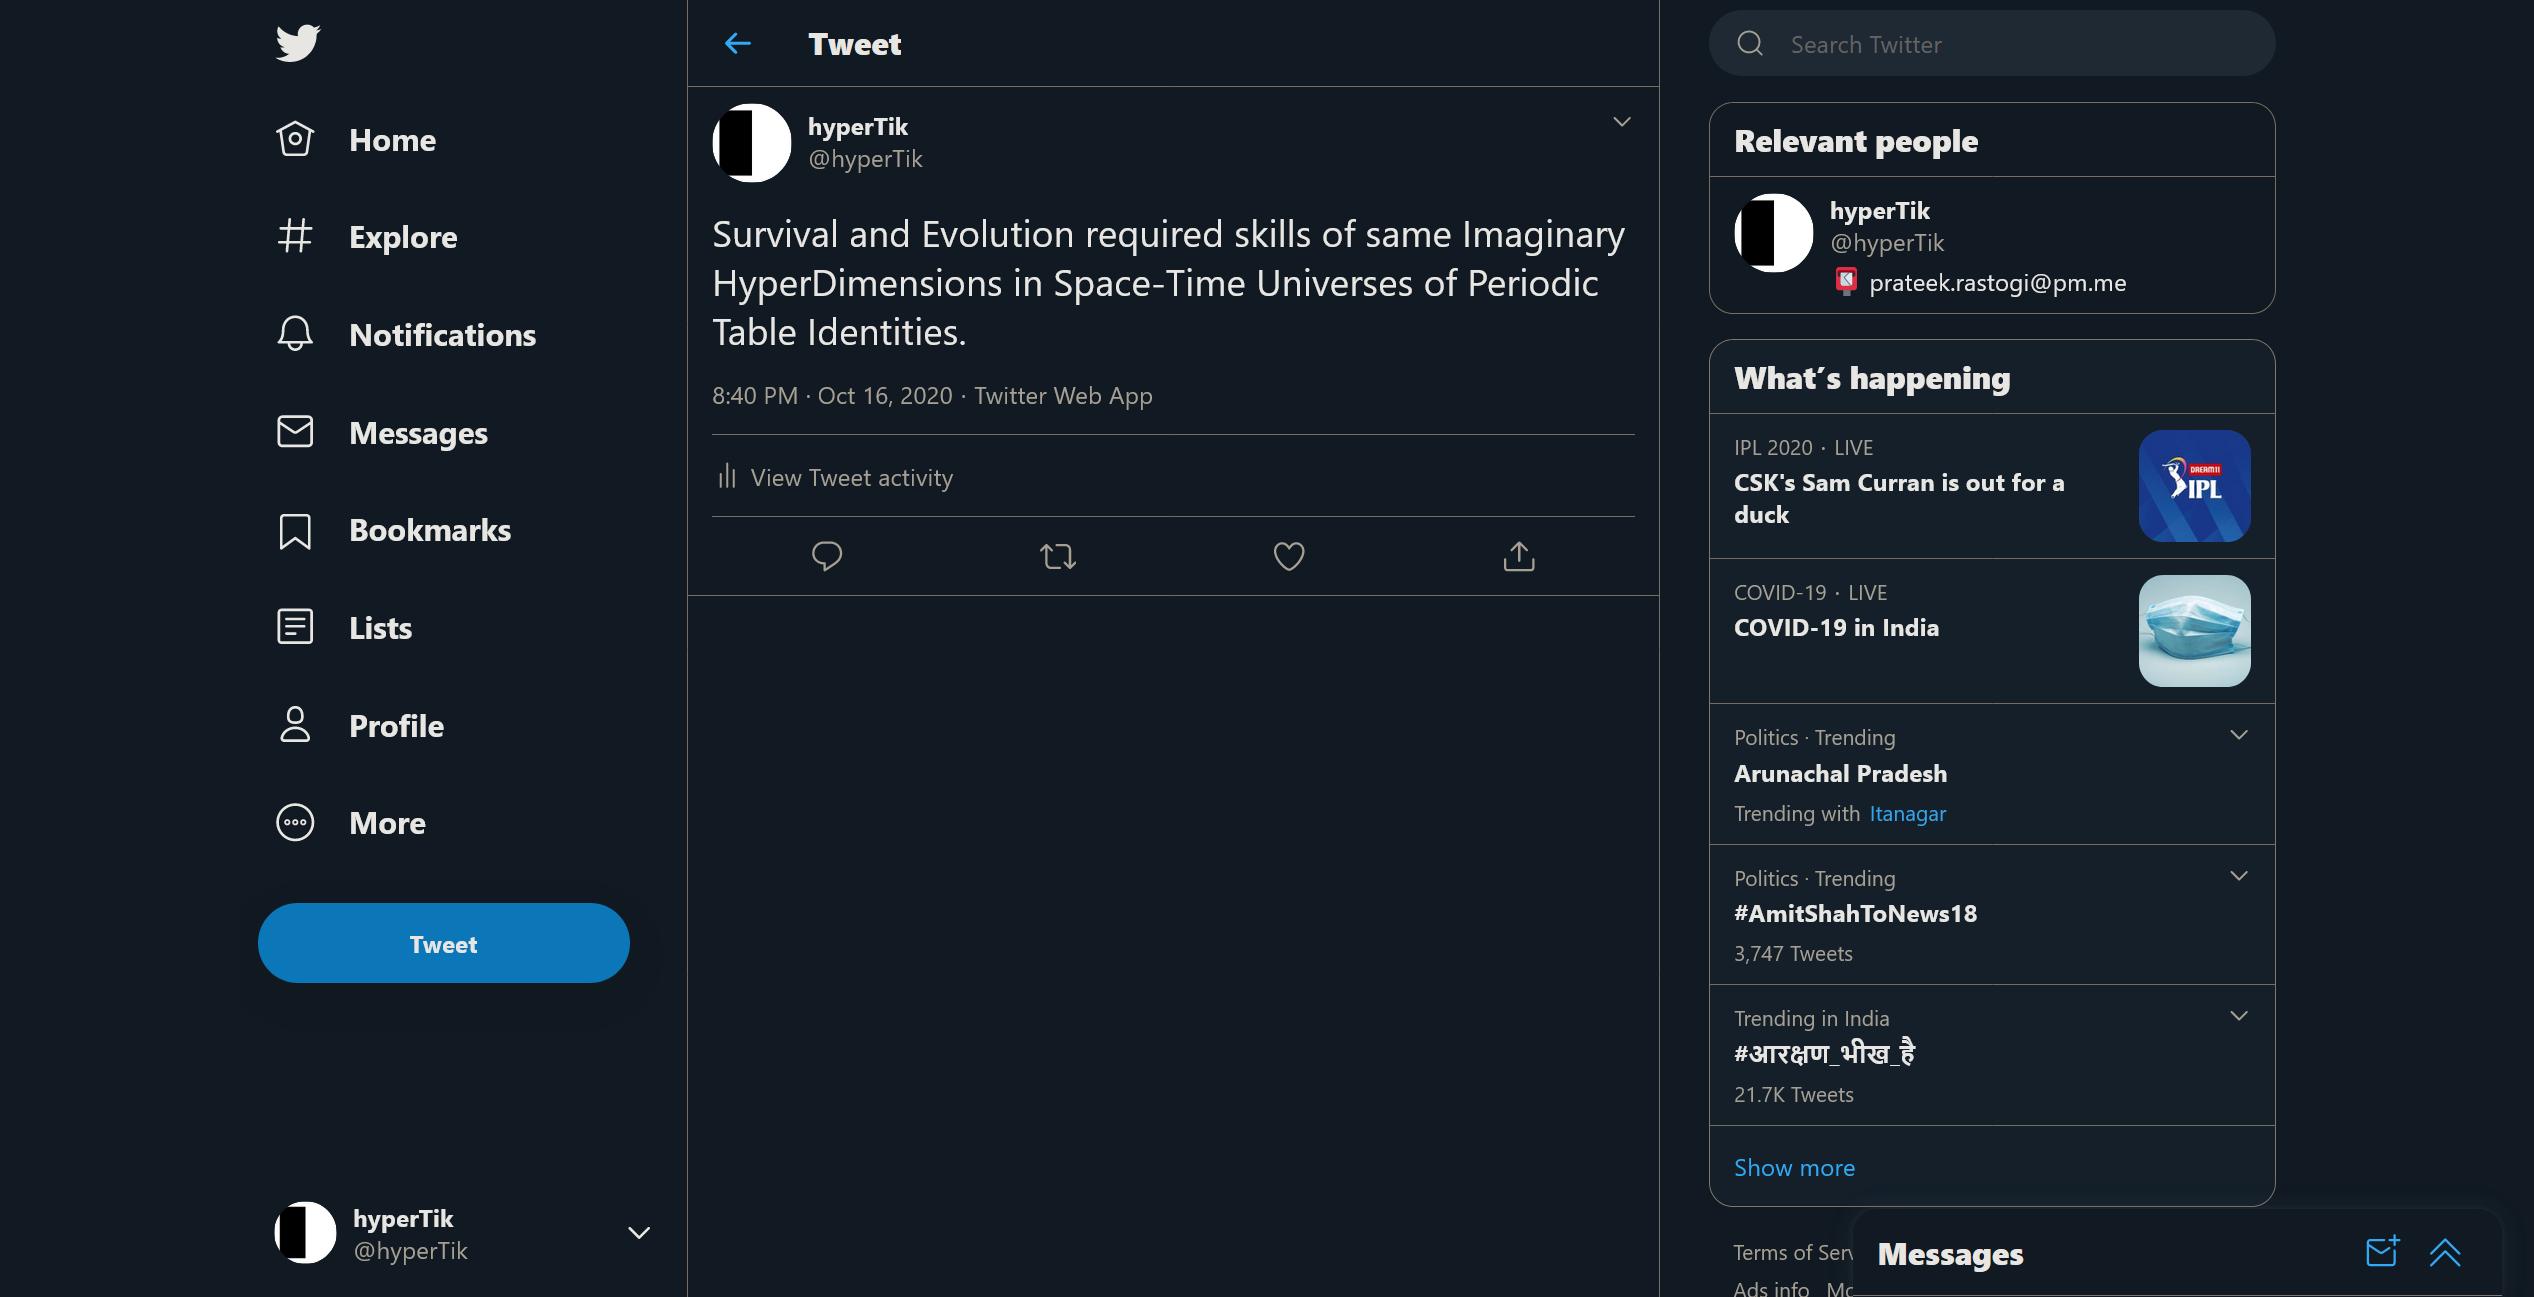 Home
Explore
Notifications
Messages
Bookmarks
Lists
Profile
More
Tweet
hyperTik
@hyperTik
Tweet
hyperTik
@hyperTik
Survival and Evolution required skills of same Imaginary
HyperDimensions in Space-Time Universes of Periodic
Table Identities.
8:40 PM · Oct 16, 2020 · Twitter Web App
View Tweet activity
Search Twitter
Relevant people
hyperTik
@hyperTik
prateek.rastogi@pm.me
What's happening
IPL 2020 · LIVE
CSK's Sam Curran is out for a
duck
DREAM11
IPL
COVID-19 · LIVE
COVID-19 in India
Politics · Trending
Arunachal Pradesh
Trending with Itanagar
Politics · Trending
#AmitShahToNews18
3,747 Tweets
Trending in India
#आरक्षण_भीख_है
21.7K Tweets
Show more
Terms of Serv
Ads info Mo
Messages